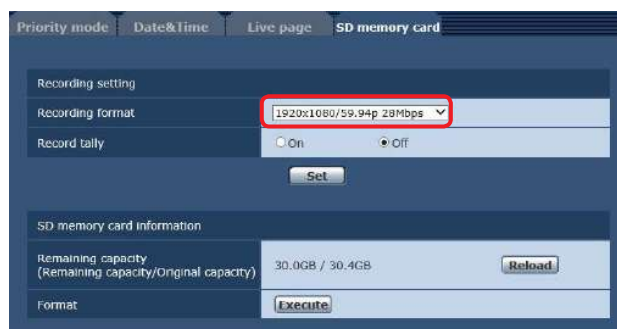 Priority mode Date&Time Live page SD memory card
Recording setting
Recording format 1920x1080/59.94p 28Mbps
Record tally On Off
Set
SD memory card information
Remaining capacity
(Remaining capacity/Original capacity) 30.0GB / 30.4GB Reload
Format Execute